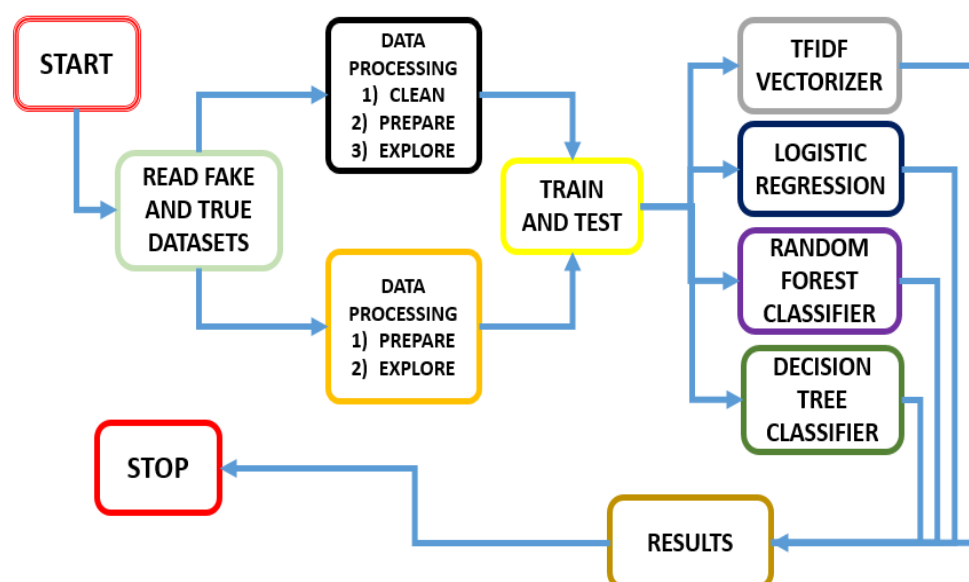 START
READ FAKE
AND TRUE
DATASETS
DATA
PROCESSING
1) CLEAN
2) PREPARE
3) EXPLORE
DATA
PROCESSING
1) PREPARE
2) EXPLORE
TRAIN
AND TEST
TFIDF
VECTORIZER
LOGISTIC
REGRESSION
RANDOM
FOREST
CLASSIFIER
DECISION
TREE
CLASSIFIER
RESULTS
STOP